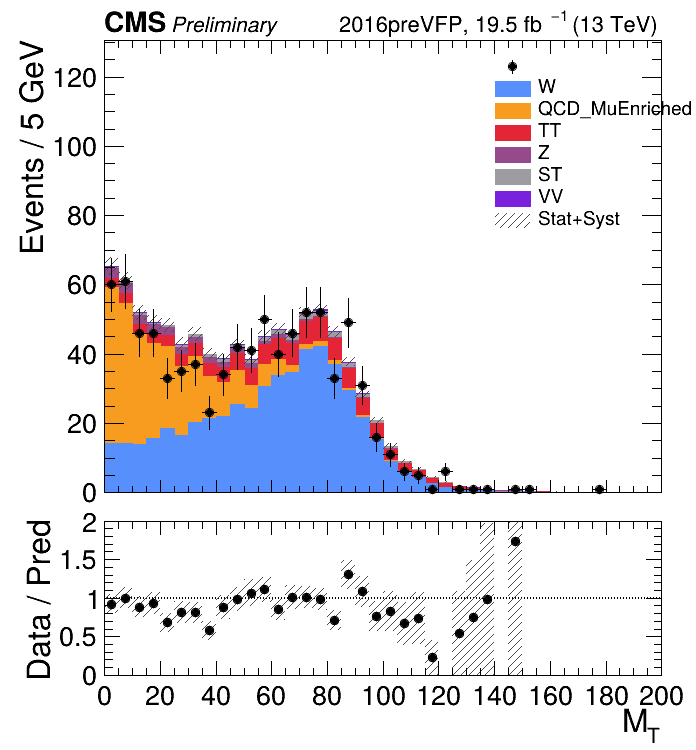 CMS Preliminary 2016preVFP, 19.5 fb⁻¹ (13 TeV)
Events / 5 GeV
120
100
80
60
40
20
0
W
QCD_MuEnriched
TT
Z
ST
VV
Stat+Syst
Data / Pred
2
1.5
1
0.5
0
0 20 40 60 80 100 120 140 160 180 200
M_T